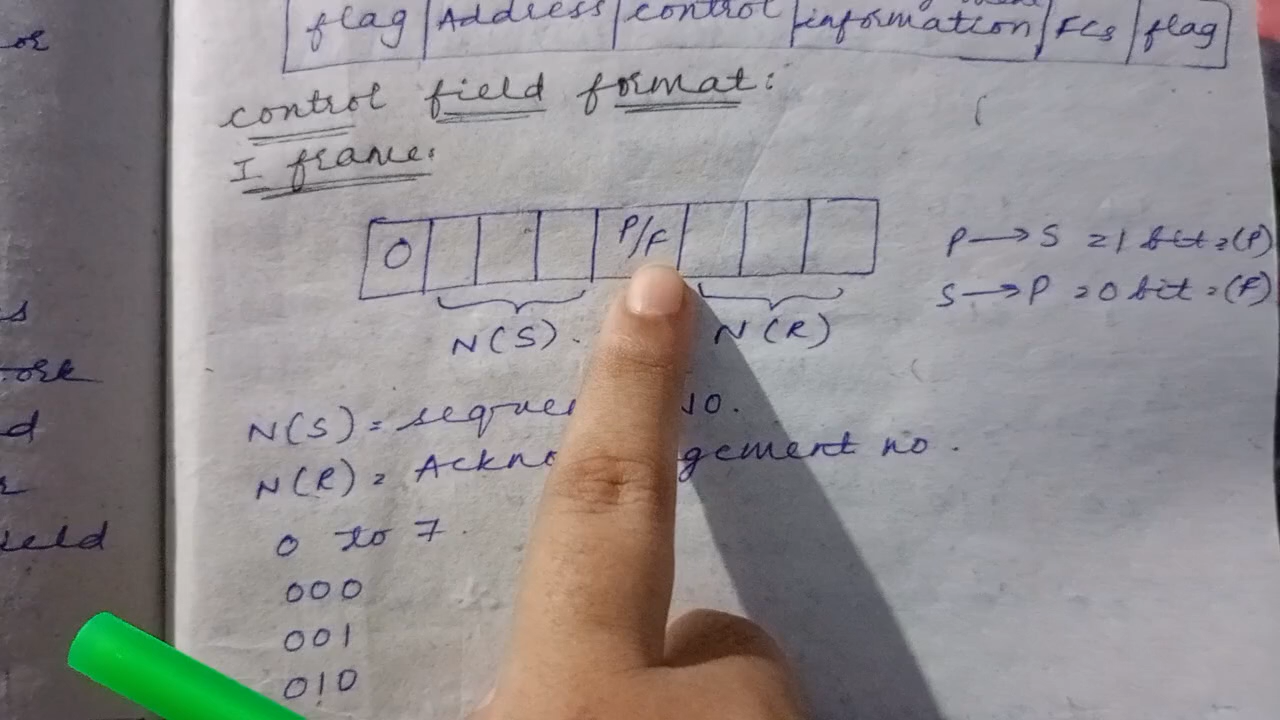 flag Address control information FCS flag
control field format:
I frame:
0 P/F
P → S = 1 bit = (P)
S → P = 0 bit = (F)
N(S) N(R)
N(S) = seque NO.
N(R) = Ackno gement no.
0 to 7.
000
001
010